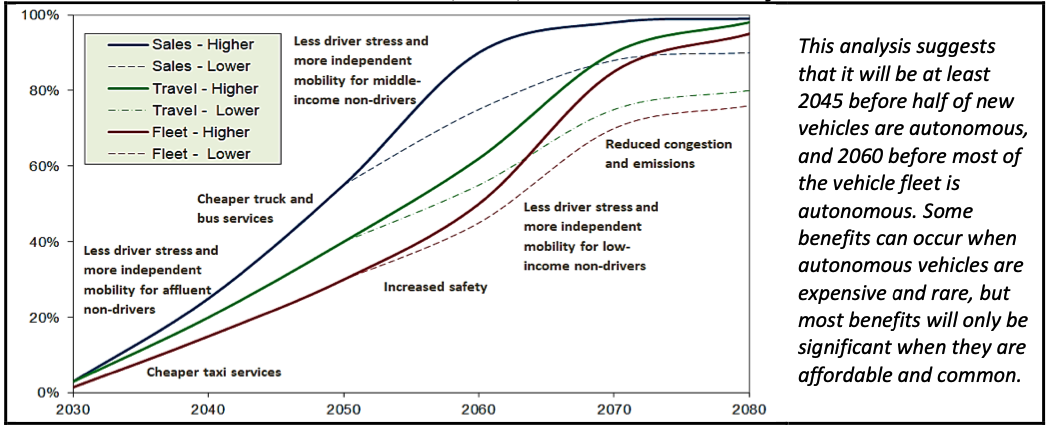 100%
80%
60%
40%
20%
0%
Sales - Higher
Sales - Lower
Travel - Higher
Travel - Lower
Fleet - Higher
Fleet - Lower
Less driver stress and
more independent
mobility for middle-
income non-drivers
Cheaper truck and
bus services
Less driver stress and
more independent
mobility for affluent
non-drivers
Cheaper taxi services
Increased safety
Less driver stress and
more independent
mobility for low-
income non-drivers
Reduced congestion
and emissions
2030
2040
2050
2060
2070
2080
This analysis suggests
that it will be at least
2045 before half of new
vehicles are autonomous,
and 2060 before most of
the vehicle fleet is
autonomous. Some
benefits can occur when
autonomous vehicles are
expensive and rare, but
most benefits will only be
significant when they are
affordable and common.